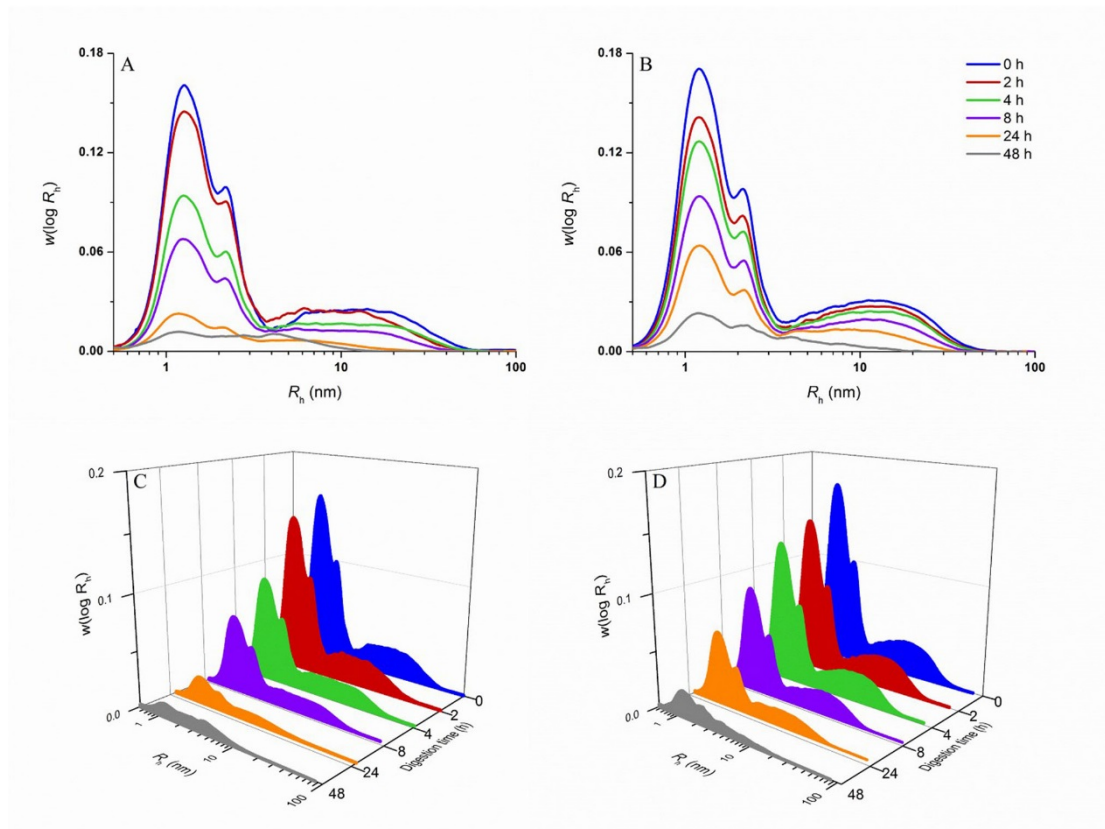 A
0.18
0.12
0.06
0.00
w(log Rh)
1
10
100
Rh (nm)
B
0.18
0.12
0.06
0.00
w(log Rh)
1
10
100
Rh (nm)
0 h
2 h
4 h
8 h
24 h
48 h
C
0.2
0.1
0.0
w(log Rh)
1
10
100
Rh (nm)
0
2
4
8
24
48
Digestion time (h)
D
0.2
0.1
0.0
w(log Rh)
1
10
100
Rh (nm)
0
2
4
8
24
48
Digestion time (h)